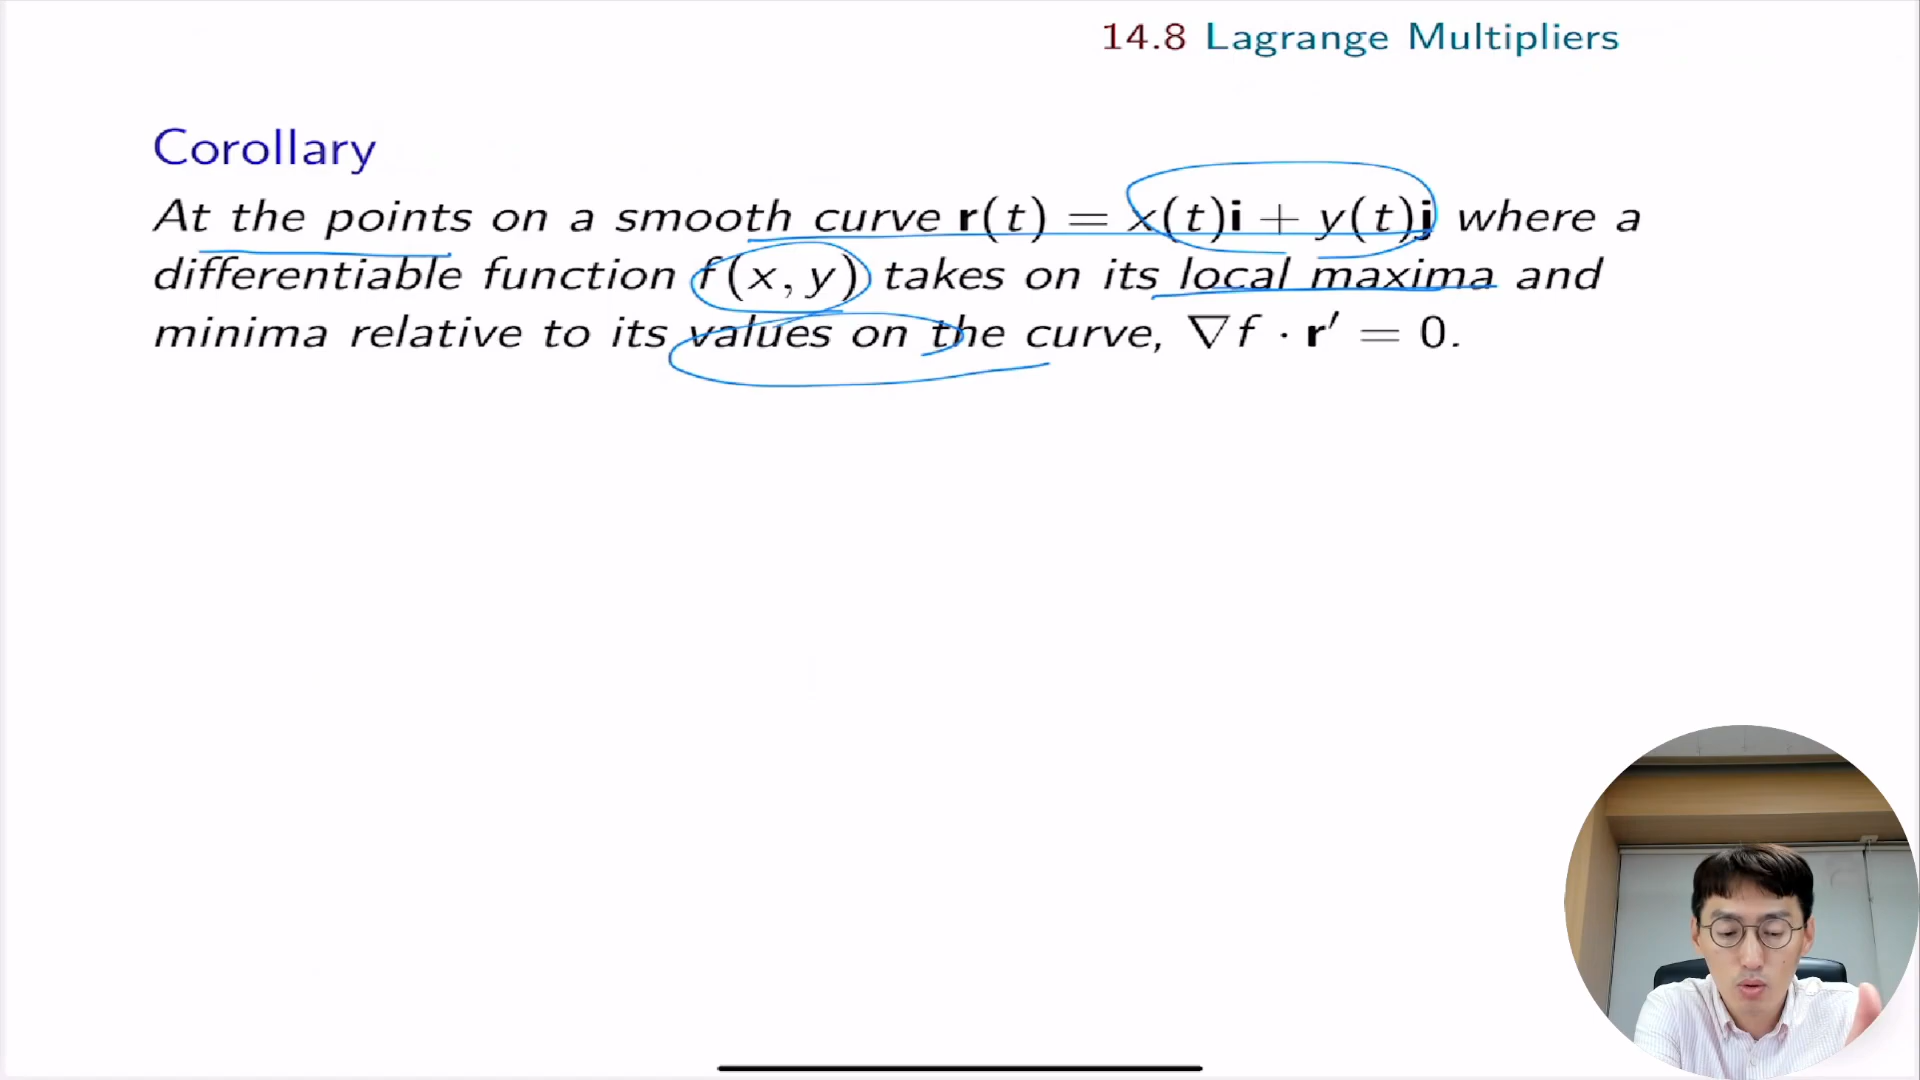 14.8 Lagrange Multipliers
Corollary
At the points on a smooth curve r(t) = x(t)i + y(t)j where a
differentiable function f(x, y) takes on its local maxima and
minima relative to its values on the curve, ∇f · r′ = 0.